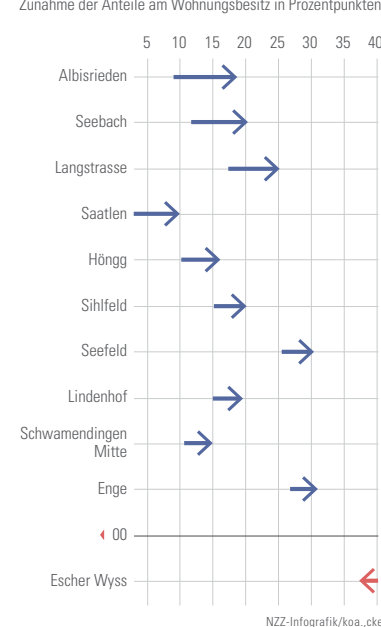 Zunahme der Anteile am Wohnungsbesitz in Prozentpunkten
5 10 15 20 25 30 35 40
Albisrieden
Seebach
Langstrasse
Saatlen
Höngg
Sihlfeld
Seefeld
Lindenhof
Schwamendingen
Mitte
Enge
00
Escher Wyss
NZZ-Infografik/koa.,cke